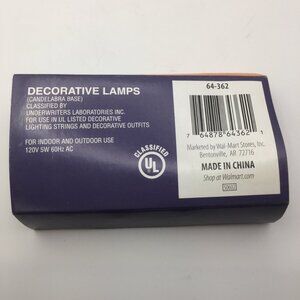 DECORATIVE LAMPS
(CANDELABRA BASE)
CLASSIFIED BY
UNDERWRITERS LABORATORIES INC.
FOR USE IN UL LISTED DECORATIVE
LIGHTING STRINGS AND DECORATIVE OUTFITS
FOR INDOOR AND OUTDOOR USE
120V 5W 60Hz AC
CLASSIFIED
UL
64-362
7 64878 64362 1
Marketed by Wal-Mart Stores, Inc.
Bentonville, AR 72716
MADE IN CHINA
Shop at Walmart.com